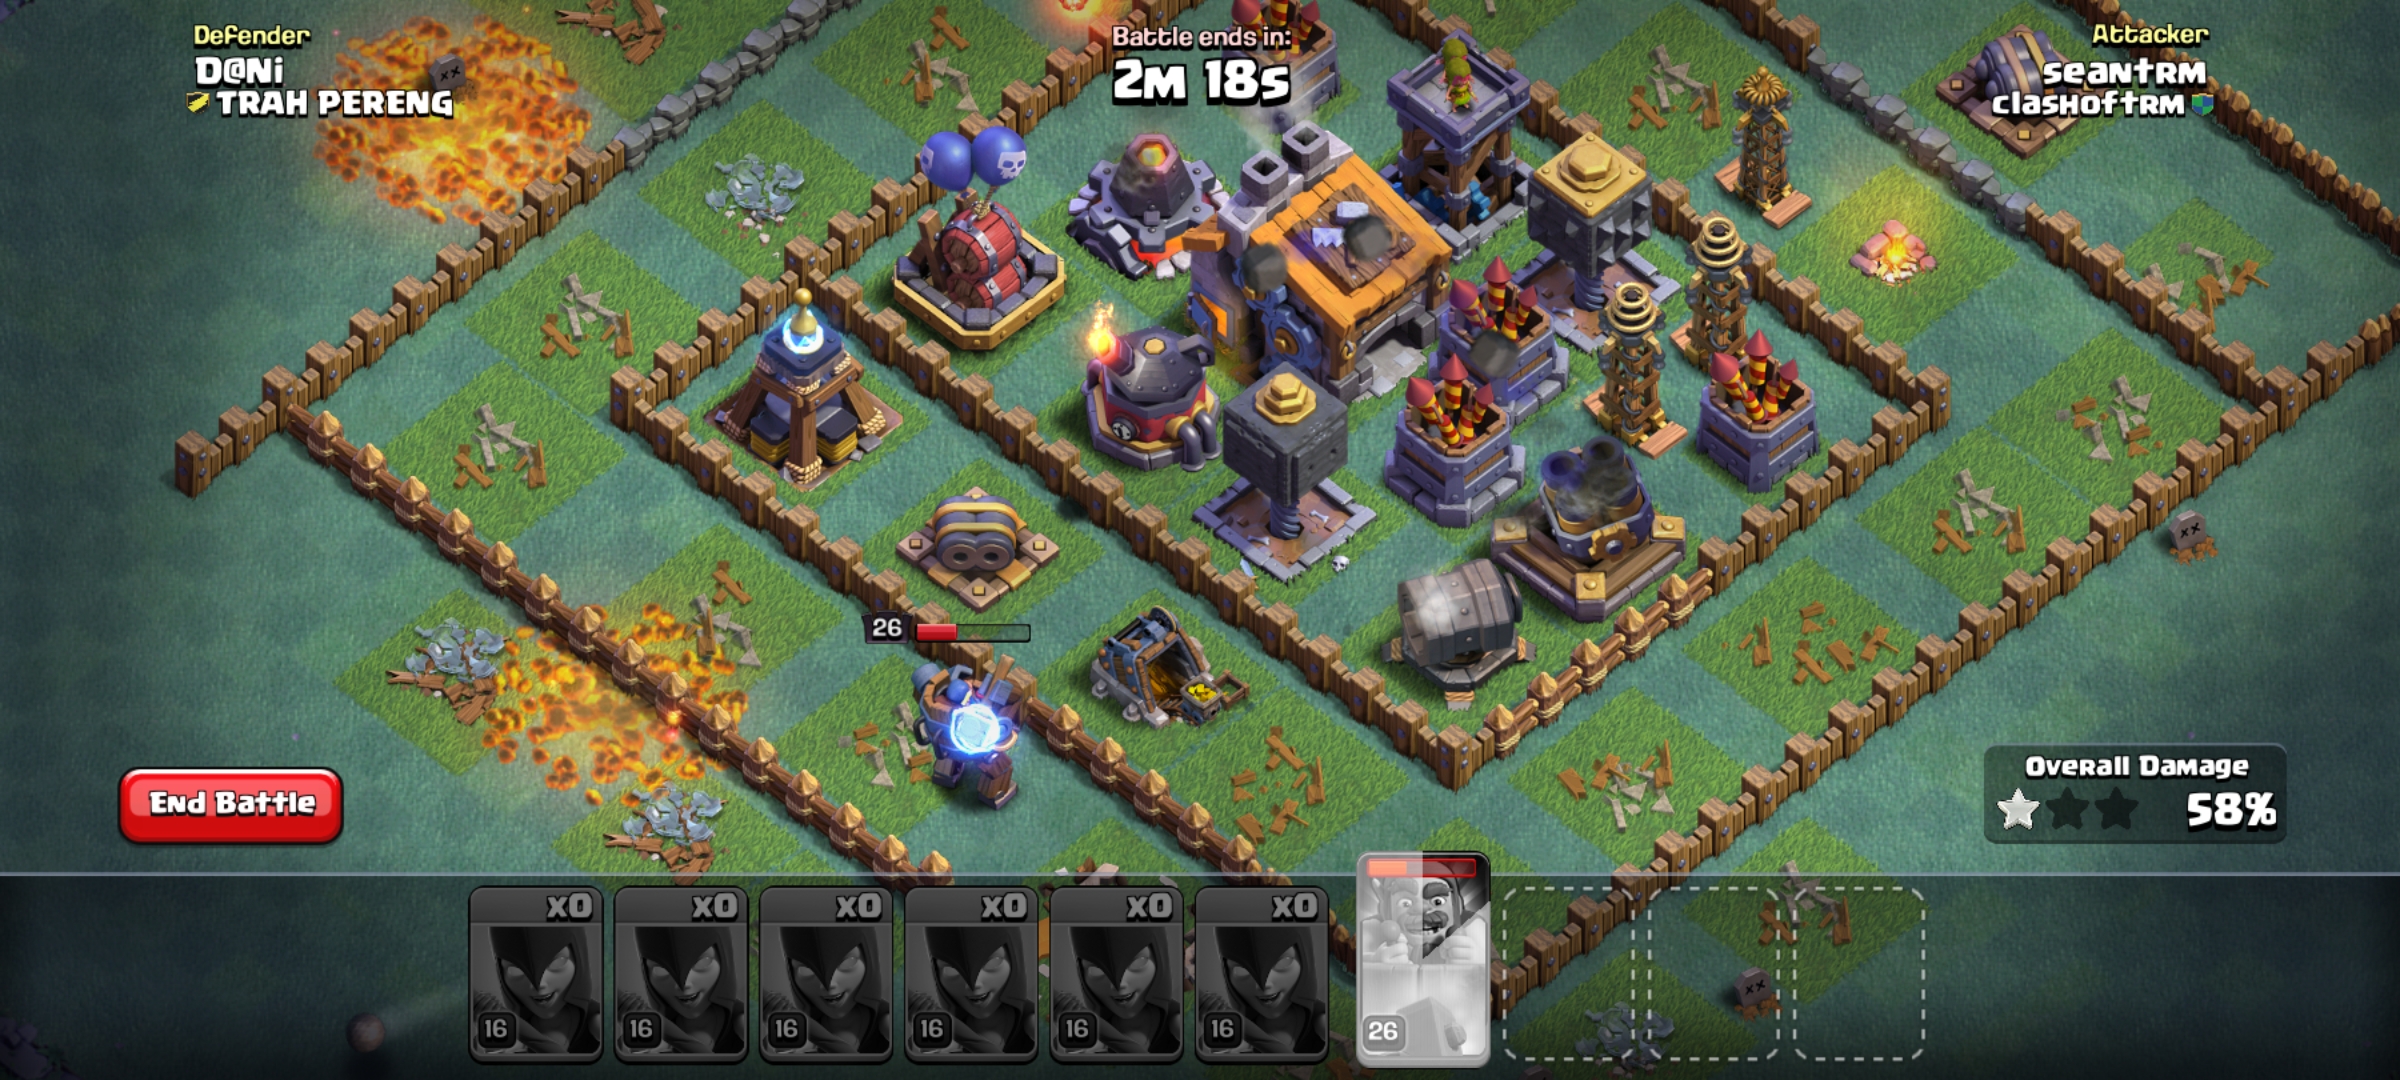 Defender
D@Ni
TRAH PERENG
Battle ends in:
2M 18S
Attacker
seantRM
clashoftRM
26
End Battle
Overall Damage
58%
x0
x0
x0
x0
x0
x0
16
16
16
16
16
16
26